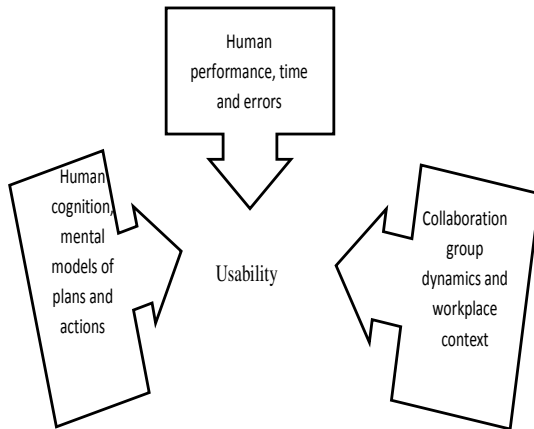 Human
performance, time
and errors
Human
cognition,
mental
models of
plans and
actions
Usability
Collaboration
group
dynamics and
workplace
context